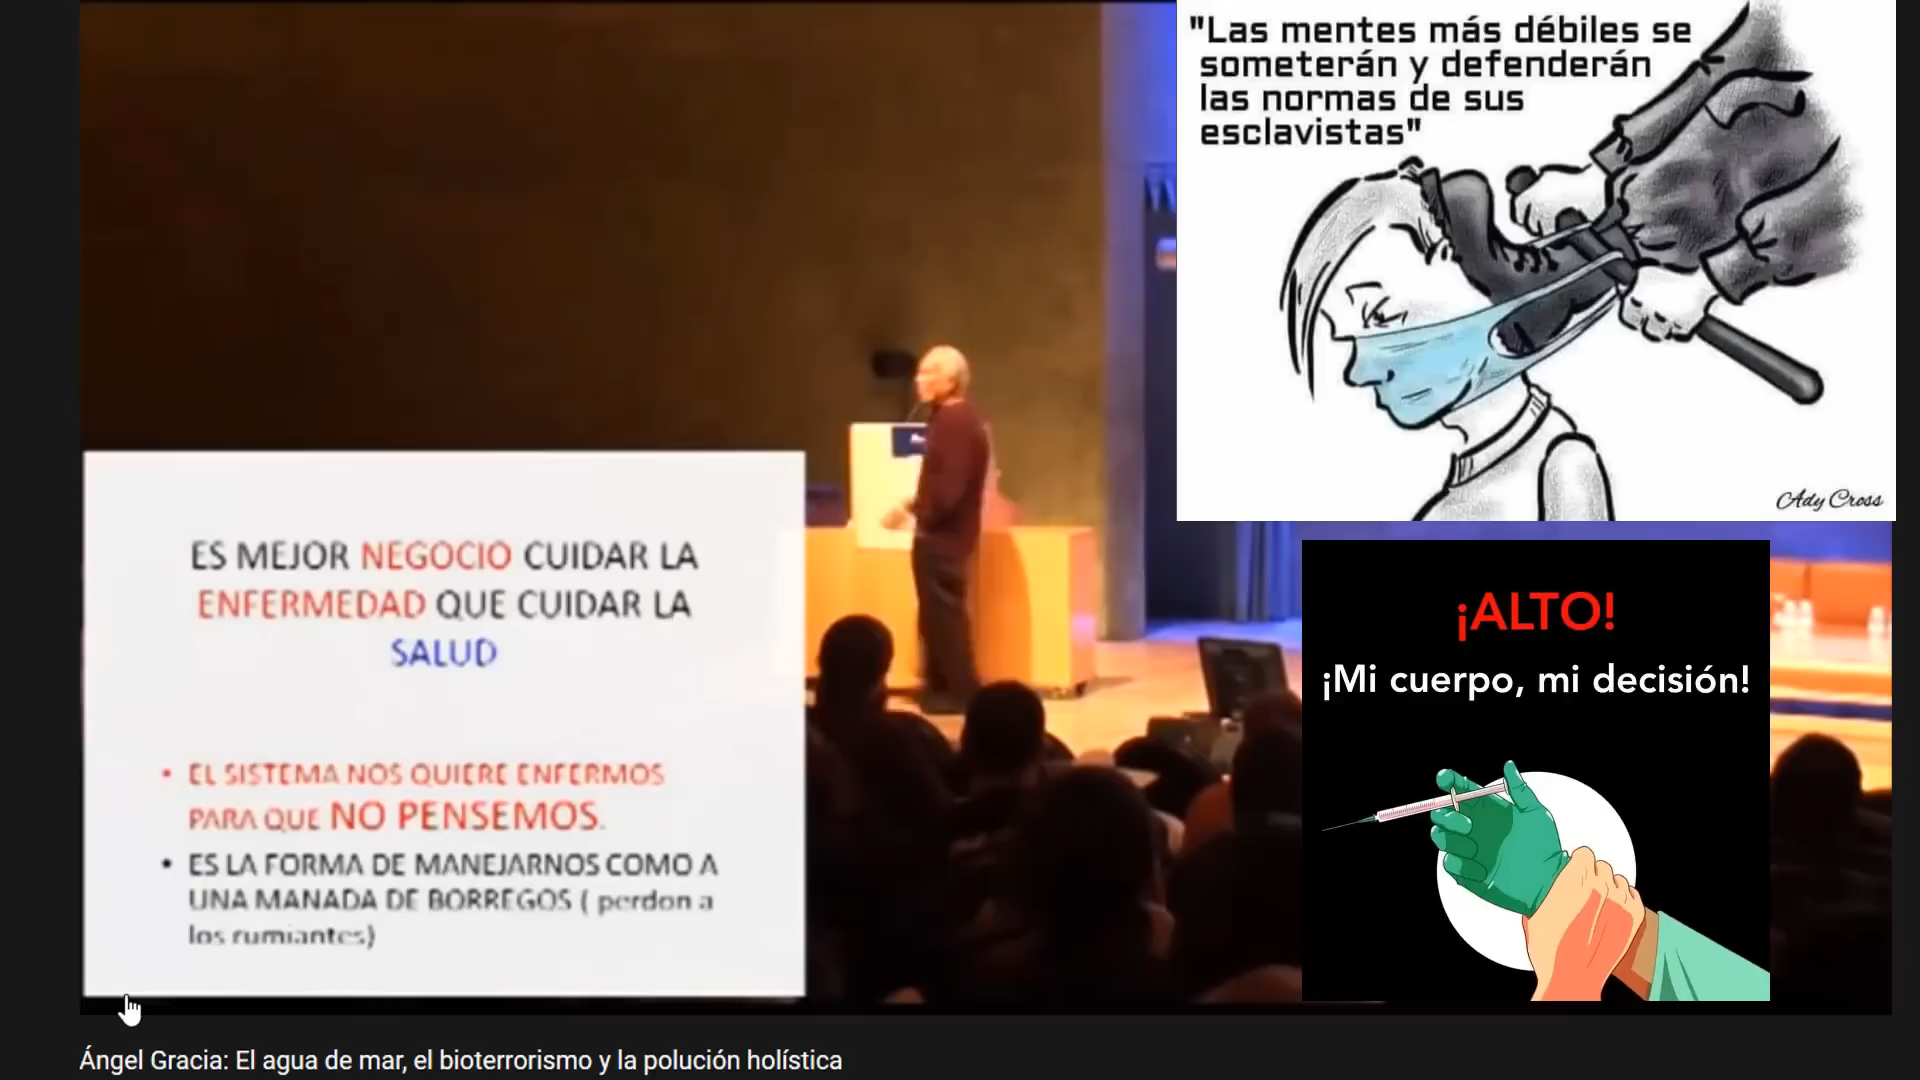 "Las mentes más débiles se
someterán y defenderán
las normas de sus
esclavistas"
Ady Cross
ES MEJOR NEGOCIO CUIDAR LA
ENFERMEDAD QUE CUIDAR LA
SALUD
• EL SISTEMA NOS QUIERE ENFERMOS
PARA QUE NO PENSEMOS.
• ES LA FORMA DE MANEJARNOS COMO A
UNA MANADA DE BORREGOS ( perdon a
los rumiantes)
¡ALTO!
¡Mi cuerpo, mi decisión!
Ángel Gracia: El agua de mar, el bioterrorismo y la polución holística